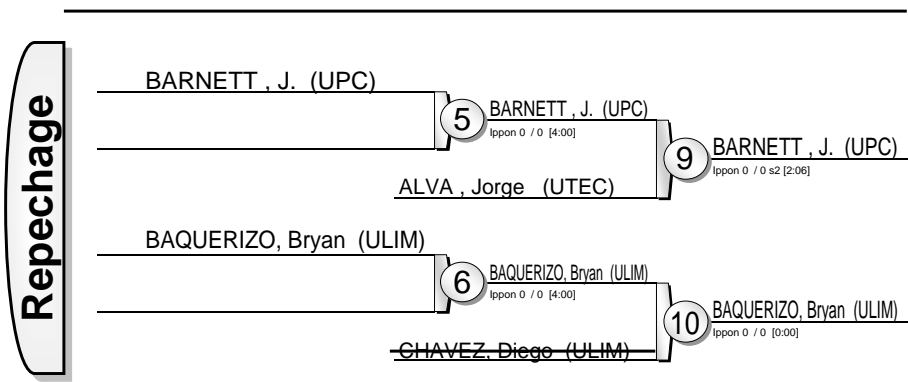 Repechage
BARNETT , J. (UPC)
5
BARNETT , J. (UPC)
Ippon 0 / 0 [4:00]
9
BARNETT , J. (UPC)
Ippon 0 / 0 s2 [2:06]
ALVA , Jorge (UTEC)
BAQUERIZO, Bryan (ULIM)
6
BAQUERIZO, Bryan (ULIM)
Ippon 0 / 0 [4:00]
10
BAQUERIZO, Bryan (ULIM)
Ippon 0 / 0 [0:00]
CHAVEZ, Diego (ULIM)